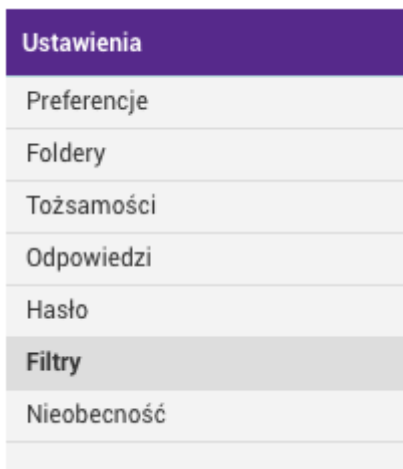 Ustawienia
Preferencje
Foldery
Tożsamości
Odpowiedzi
Hasło
Filtry
Nieobecność